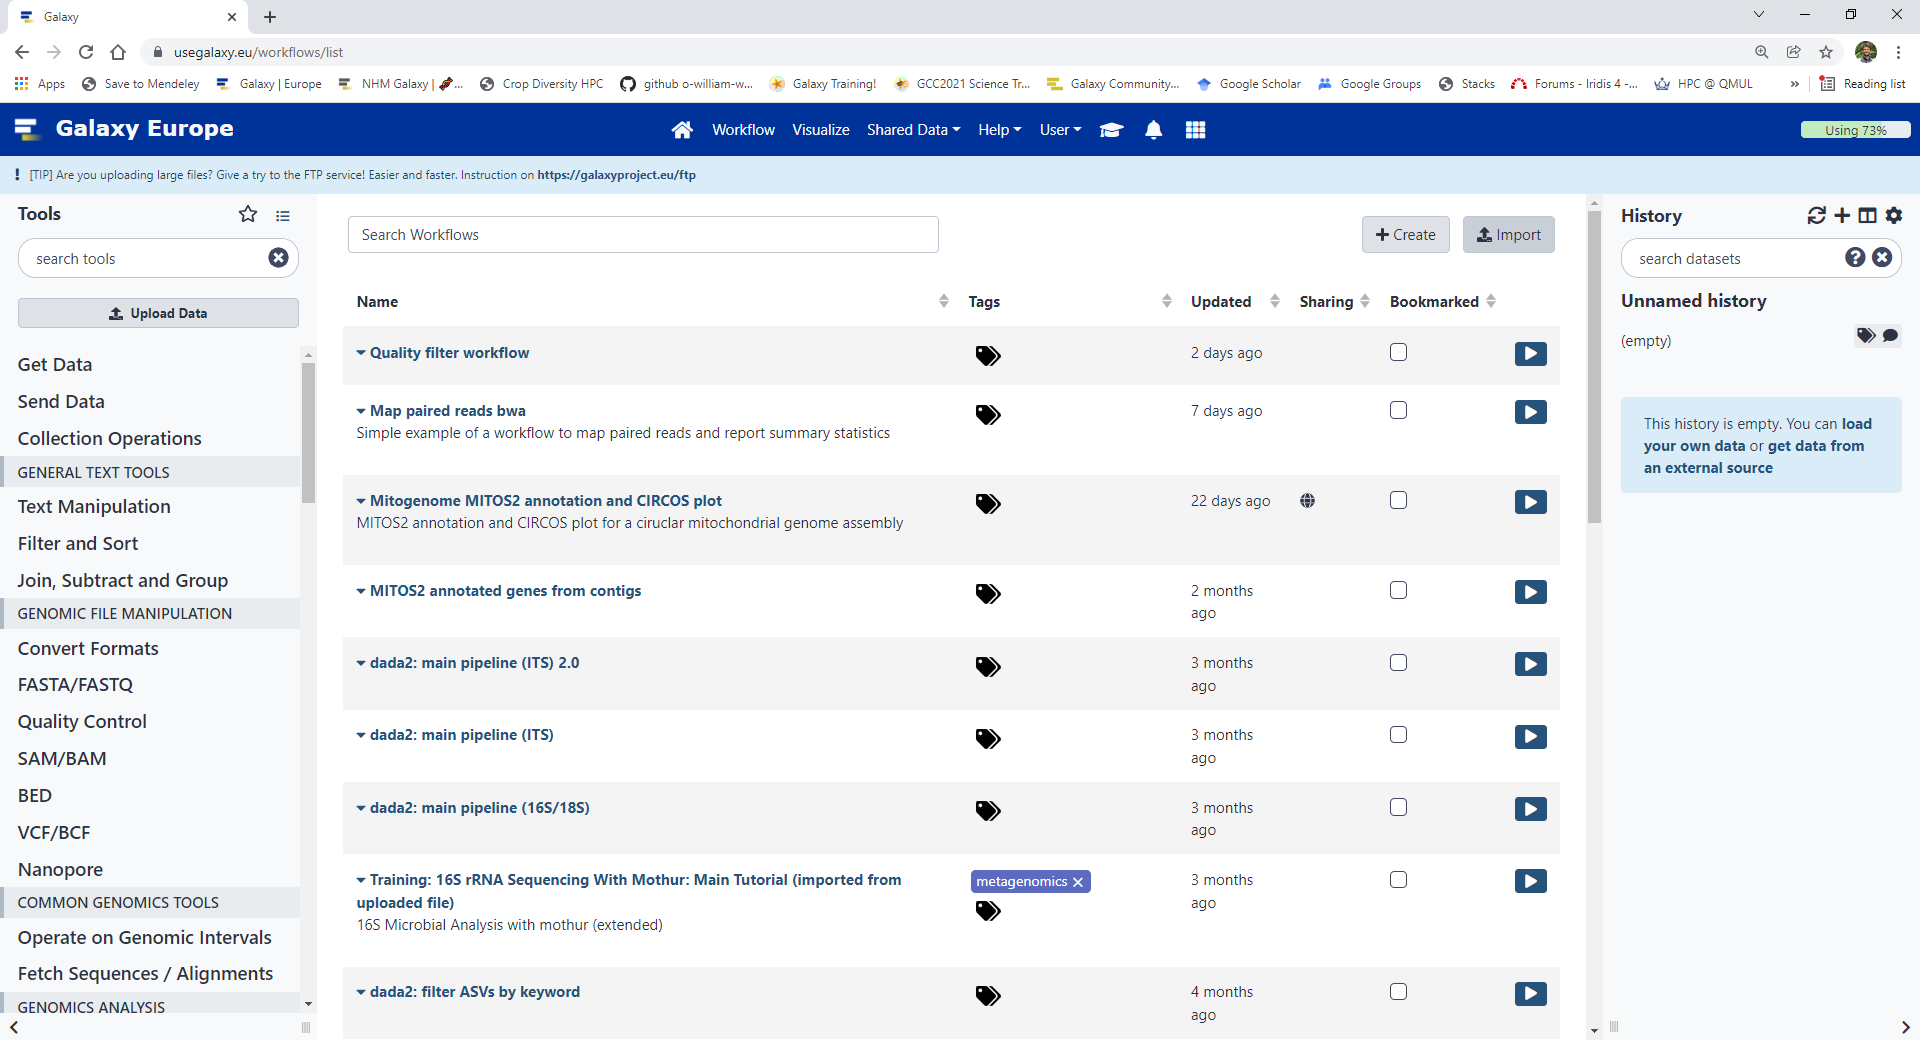 Galaxy
usegalaxy.eu/workflows/list
Apps
Save to Mendeley
Galaxy | Europe
NHM Galaxy | 🧬...
Crop Diversity HPC
github o-william-w...
Galaxy Training!
GCC2021 Science Tr...
Galaxy Community...
Google Scholar
Google Groups
Stacks
Forums - Iridis 4 -...
HPC @ QMUL
»
Reading list
Galaxy Europe
Workflow
Visualize
Shared Data
Help
User
Using 73%
[TIP] Are you uploading large files? Give a try to the FTP service! Easier and faster. Instruction on https://galaxyproject.eu/ftp
Tools
search tools
Upload Data
Get Data
Send Data
Collection Operations
GENERAL TEXT TOOLS
Text Manipulation
Filter and Sort
Join, Subtract and Group
GENOMIC FILE MANIPULATION
Convert Formats
FASTA/FASTQ
Quality Control
SAM/BAM
BED
VCF/BCF
Nanopore
COMMON GENOMICS TOOLS
Operate on Genomic Intervals
Fetch Sequences / Alignments
GENOMICS ANALYSIS
Search Workflows
Create
Import
Name Tags Updated Sharing Bookmarked
Quality filter workflow
2 days ago
Map paired reads bwa
Simple example of a workflow to map paired reads and report summary statistics
7 days ago
Mitogenome MITOS2 annotation and CIRCOS plot
MITOS2 annotation and CIRCOS plot for a ciruclar mitochondrial genome assembly
22 days ago
MITOS2 annotated genes from contigs
2 months
ago
dada2: main pipeline (ITS) 2.0
3 months
ago
dada2: main pipeline (ITS)
3 months
ago
dada2: main pipeline (16S/18S)
3 months
ago
Training: 16S rRNA Sequencing With Mothur: Main Tutorial (imported from
uploaded file)
16S Microbial Analysis with mothur (extended)
metagenomics
3 months
ago
dada2: filter ASVs by keyword
4 months
ago
History
search datasets
Unnamed history
(empty)
This history is empty. You can load
your own data or get data from
an external source